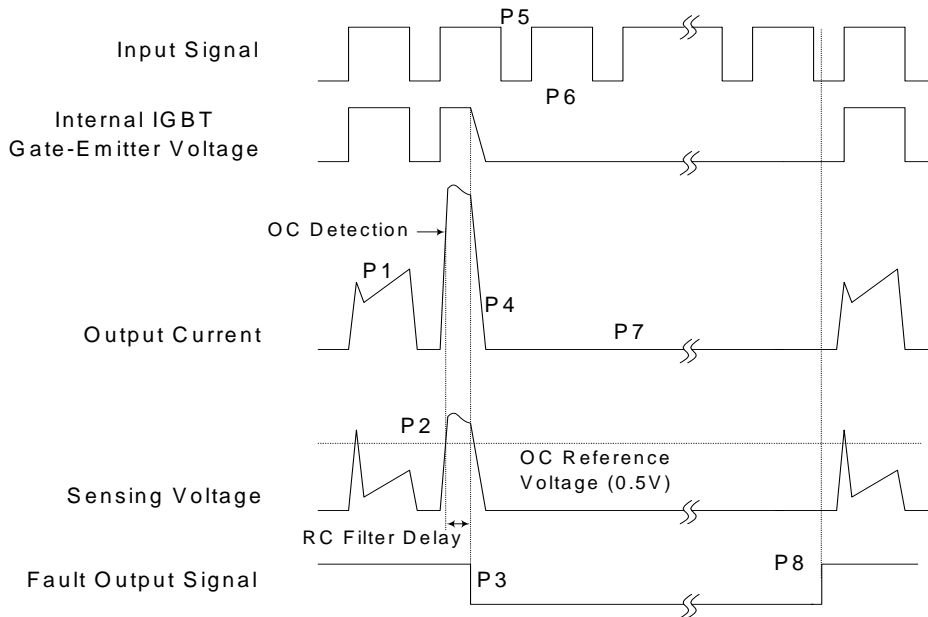 P5
Input Signal
P6
Internal IGBT
Gate-Emitter Voltage
OC Detection
P1
P4
Output Current
P7
P2
OC Reference
Voltage (0.5V)
Sensing Voltage
RC Filter Delay
P8
Fault Output Signal
P3